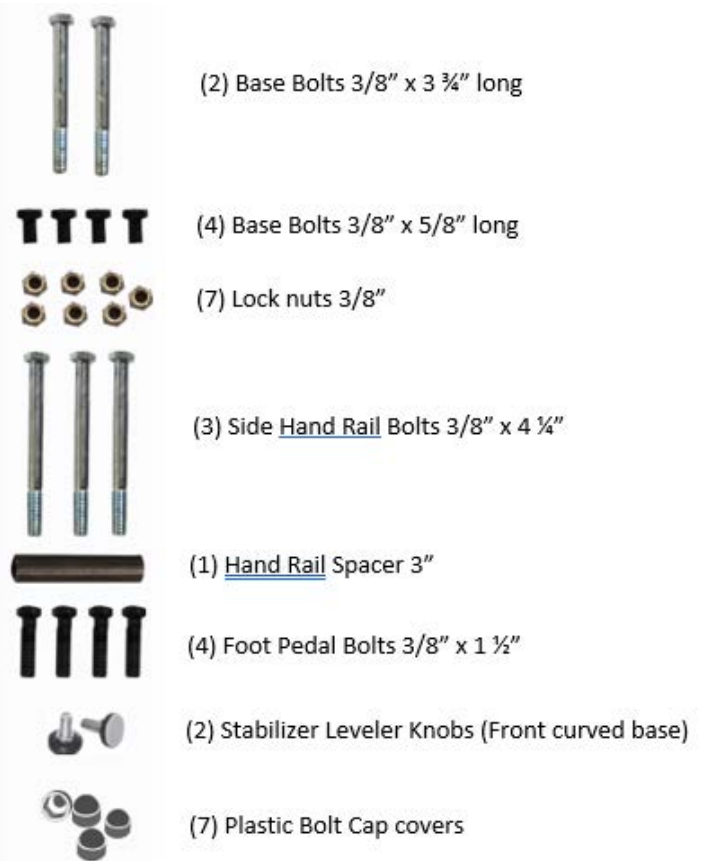 (2) Base Bolts 3/8” x 3 ¾” long
(4) Base Bolts 3/8” x 5/8” long
(7) Lock nuts 3/8”
(3) Side Hand Rail Bolts 3/8” x 4 ¼”
(1) Hand Rail Spacer 3”
(4) Foot Pedal Bolts 3/8” x 1 ½”
(2) Stabilizer Leveler Knobs (Front curved base)
(7) Plastic Bolt Cap covers